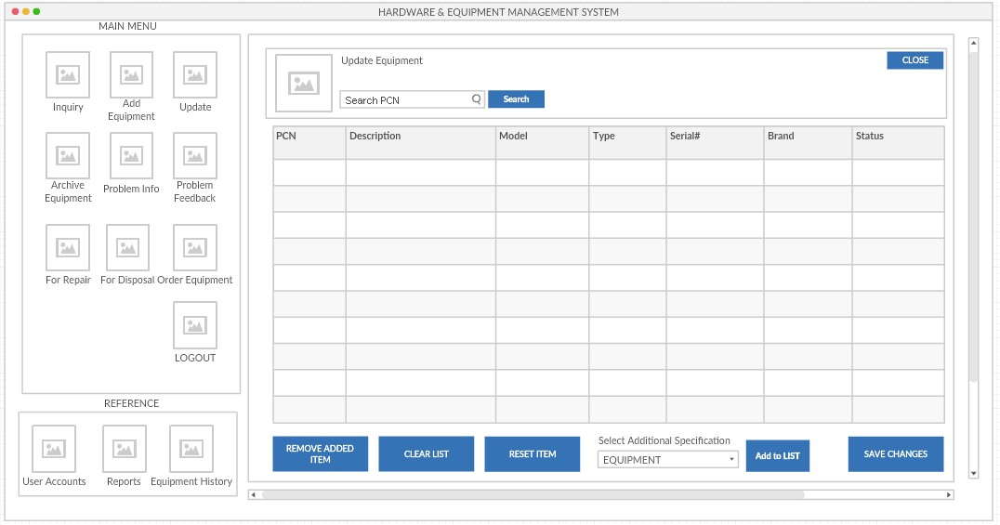 HARDWARE & EQUIPMENT MANAGEMENT SYSTEM
MAIN MENU
Inquiry
Add
Equipment
Update
Archive
Equipment
Problem Info
Problem
Feedback
For Repair
For Disposal
Order Equipment
LOGOUT
REFERENCE
User Accounts
Reports
Equipment History
Update Equipment
CLOSE
Search PCN
Search
PCN
Description
Model
Type
Serial#
Brand
Status
REMOVE ADDED
ITEM
CLEAR LIST
RESET ITEM
Select Additional Specification
EQUIPMENT
Add to LIST
SAVE CHANGES